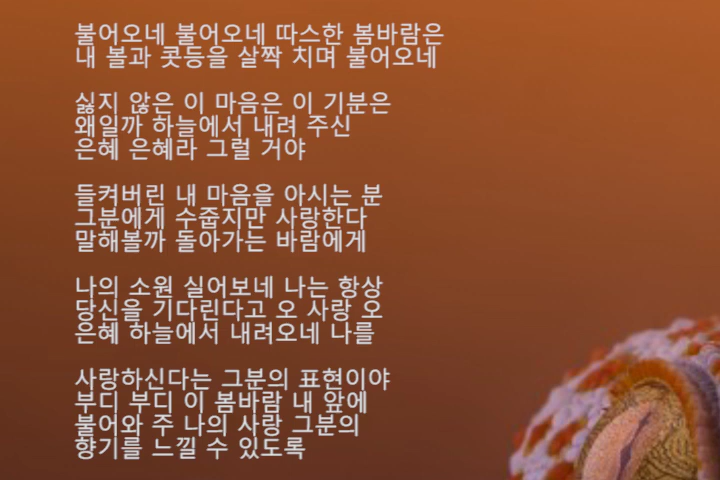 불어오네 불어오네 따스한 봄바람은
내 볼과 콧등을 살짝 치며 불어오네
싫지 않은 이 마음은 이 기분은
왜일까 하늘에서 내려 주신
은혜 은혜라 그럴 거야
들켜버린 내 마음을 아시는 분
그분에게 수줍지만 사랑한다
말해볼까 돌아가는 바람에게
나의 소원 실어보네 나는 항상
당신을 기다린다고 오 사랑 오
은혜 하늘에서 내려오네 나를
사랑하신다는 그분의 표현이야
부디 부디 이 봄바람 내 앞에
불어와 주 나의 사랑 그분의
향기를 느낄 수 있도록